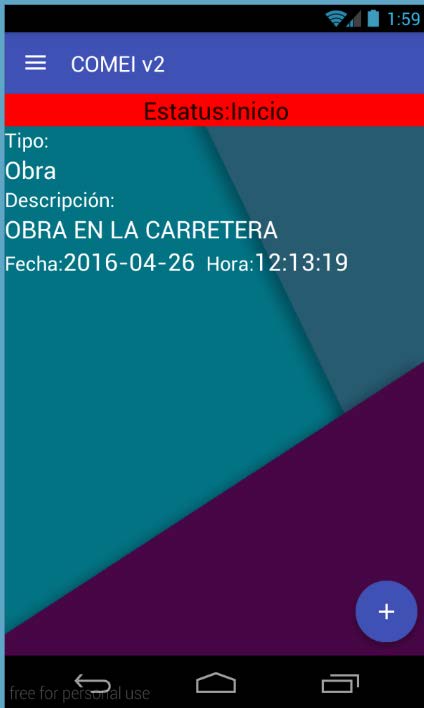 1:59
COMEI v2
Estatus:Inicio
Tipo:
Obra
Descripción:
OBRA EN LA CARRETERA
Fecha:2016-04-26 Hora:12:13:19
+
free for personal use